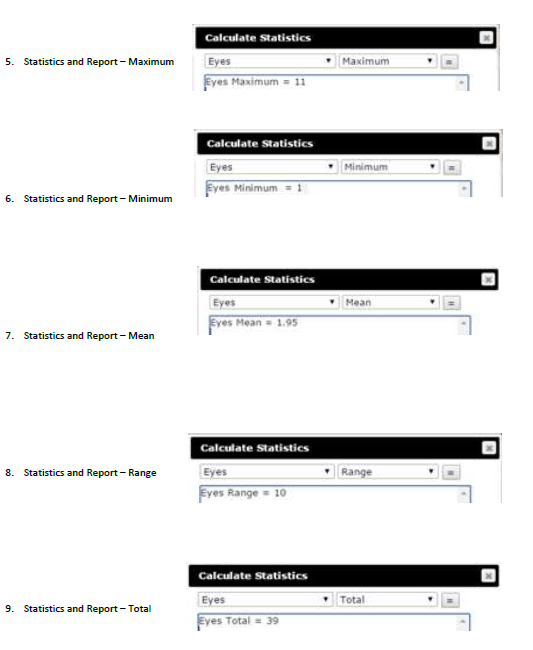 Calculate Statistics
5. Statistics and Report – Maximum Eyes Maximum =
Eyes Maximum = 11
Calculate Statistics
Eyes Minimum =
Eyes Minimum = 1
6. Statistics and Report – Minimum
Calculate Statistics
Eyes Mean =
Eyes Mean = 1.95
7. Statistics and Report – Mean
Calculate Statistics
8. Statistics and Report – Range Eyes Range =
Eyes Range = 10
Calculate Statistics
Eyes Total =
9. Statistics and Report – Total
Eyes Total = 39